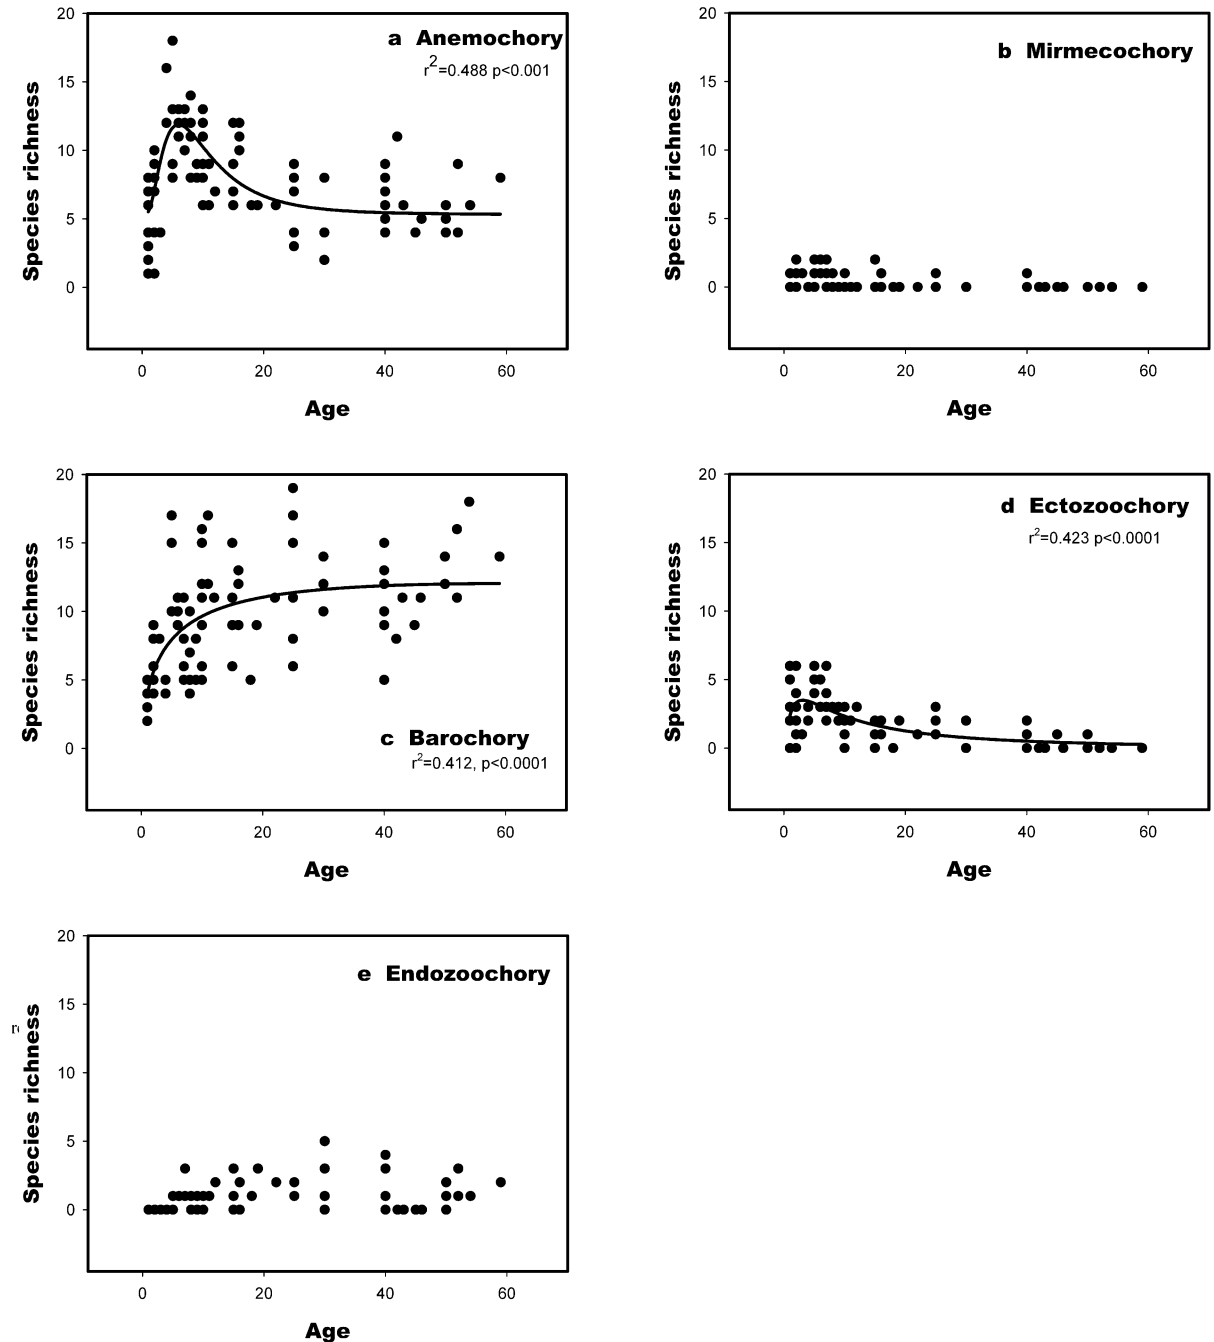 a Anemochory
r2=0.488 p<0.001
20
15
10
5
0
Species richness
0 20 40 60
Age
b Mirmecochory
20
15
10
5
0
Species richness
0 20 40 60
Age
c Barochory
r2=0.412, p<0.0001
20
15
10
5
0
Species richness
0 20 40 60
Age
d Ectozoochory
r2=0.423 p<0.0001
20
15
10
5
0
Species richness
0 20 40 60
Age
e Endozoochory
20
15
10
5
0
Species richness
0 20 40 60
Age